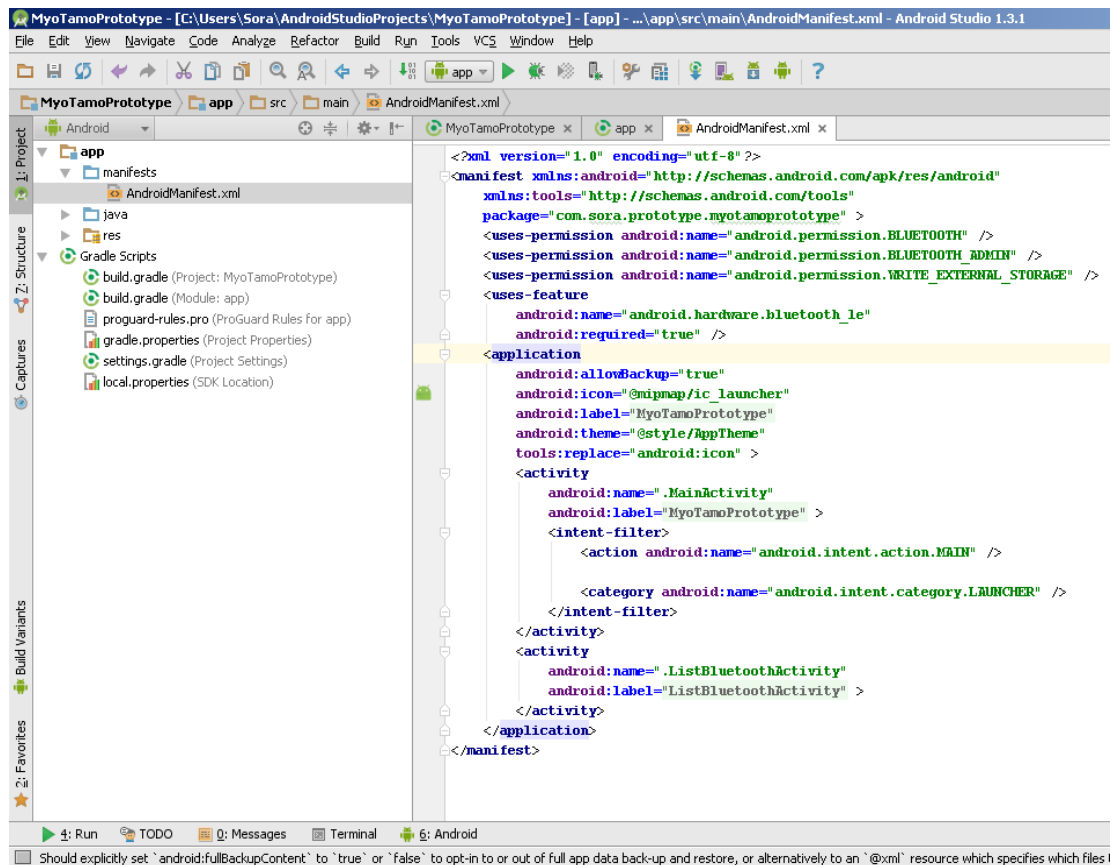 MyoTamoPrototype - [C:\Users\Sora\AndroidStudioProjects\MyoTamoPrototype] - [app] - ...\app\src\main\AndroidManifest.xml - Android Studio 1.3.1
File Edit View Navigate Code Analyze Refactor Build Run Tools VCS Window Help
app
MyoTamoPrototype app src main AndroidManifest.xml
1: Project
Z: Structure
Captures
Build Variants
2: Favorites
Android
app
manifests
AndroidManifest.xml
java
res
Gradle Scripts
build.gradle (Project: MyoTamoPrototype)
build.gradle (Module: app)
proguard-rules.pro (ProGuard Rules for app)
gradle.properties (Project Properties)
settings.gradle (Project Settings)
local.properties (SDK Location)
MyoTamoPrototype app AndroidManifest.xml
<?xml version="1.0" encoding="utf-8"?>
<manifest xmlns:android="http://schemas.android.com/apk/res/android"
xmlns:tools="http://schemas.android.com/tools"
package="com.sora.prototype.myotamoprototype" >
<uses-permission android:name="android.permission.BLUETOOTH" />
<uses-permission android:name="android.permission.BLUETOOTH_ADMIN" />
<uses-permission android:name="android.permission.WRITE_EXTERNAL_STORAGE" />
<uses-feature
android:name="android.hardware.bluetooth_le"
android:required="true" />
<application
android:allowBackup="true"
android:icon="@mipmap/ic_launcher"
android:label="MyoTamoPrototype"
android:theme="@style/AppTheme"
tools:replace="android:icon" >
<activity
android:name=".MainActivity"
android:label="MyoTamoPrototype" >
<intent-filter>
<action android:name="android.intent.action.MAIN" />
<category android:name="android.intent.category.LAUNCHER" />
</intent-filter>
</activity>
<activity
android:name=".ListBluetoothActivity"
android:label="ListBluetoothActivity" >
</activity>
</application>
</manifest>
4: Run TODO 0: Messages Terminal 6: Android
Should explicitly set `android:fullBackupContent` to `true` or `false` to opt-in to or out of full app data back-up and restore, or alternatively to an `@xml` resource which specifies which files